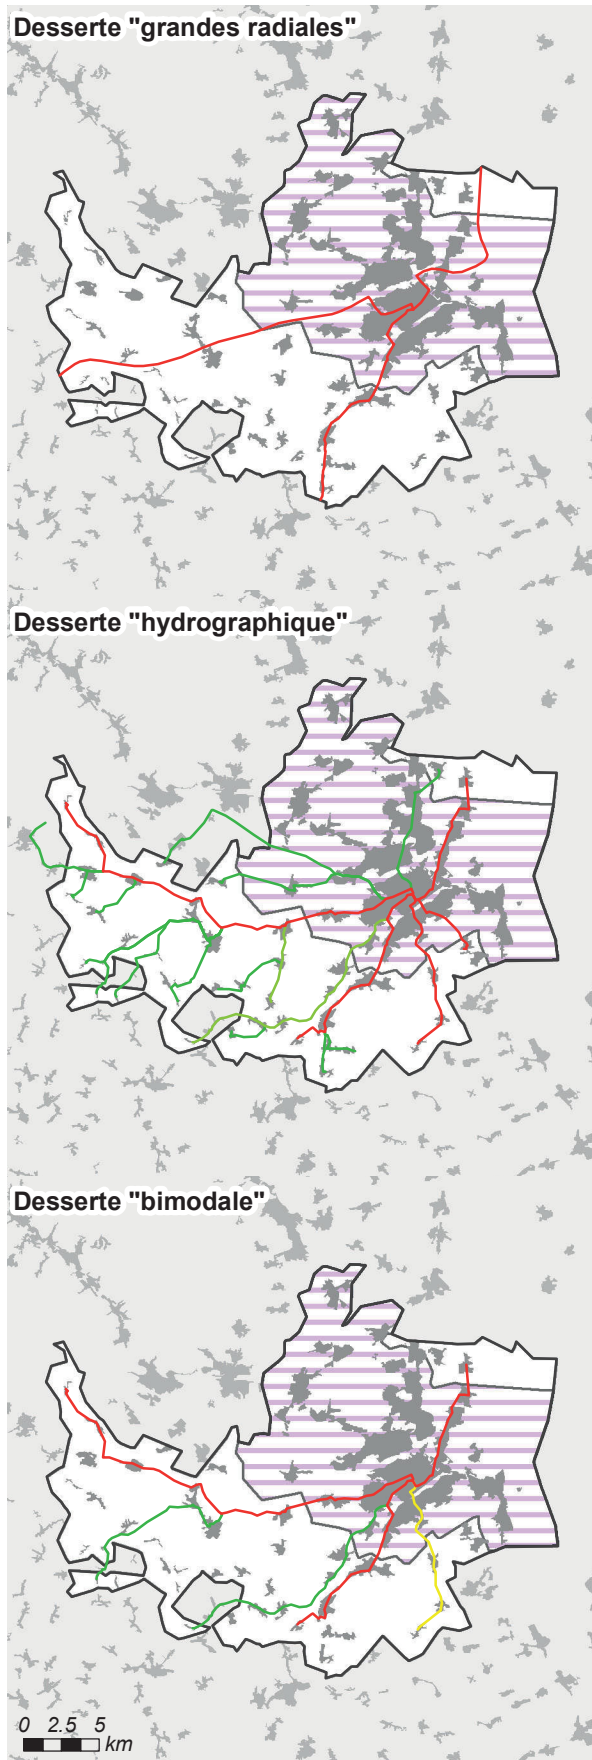 Desserte "grandes radiales"
Desserte "hydrographique"
Desserte "bimodale"
0 2.5 5
km